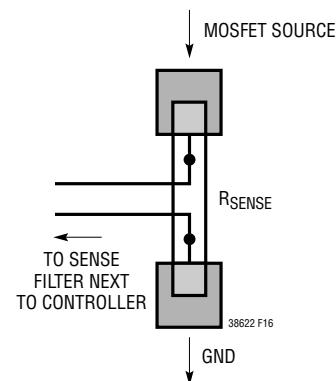 MOSFET SOURCE
RSENSE
TO SENSE
FILTER NEXT
TO CONTROLLER
38622 F16
GND